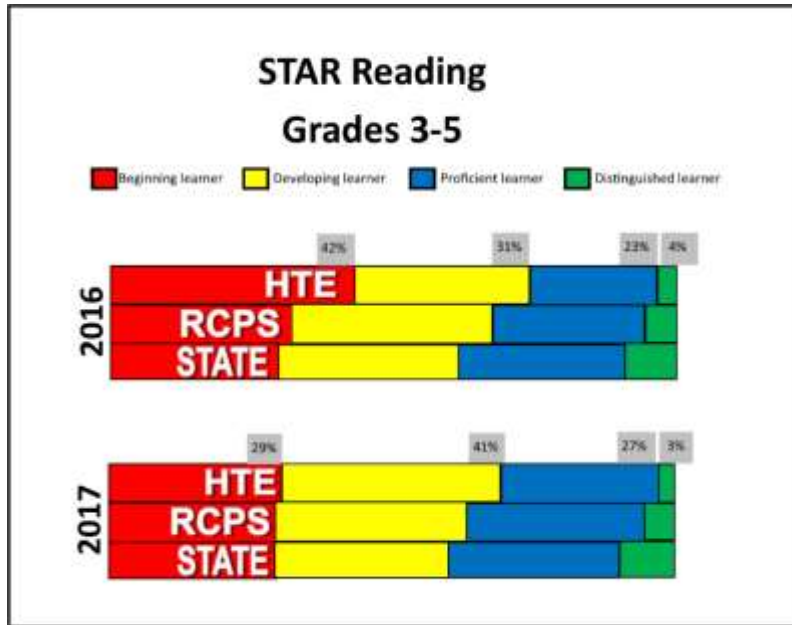 STAR Reading
Grades 3-5
Beginning learner Developing learner Proficient learner Distinguished learner
42% 31% 23% 4%
2016
HTE
RCPS
STATE
29% 41% 27% 3%
2017
HTE
RCPS
STATE